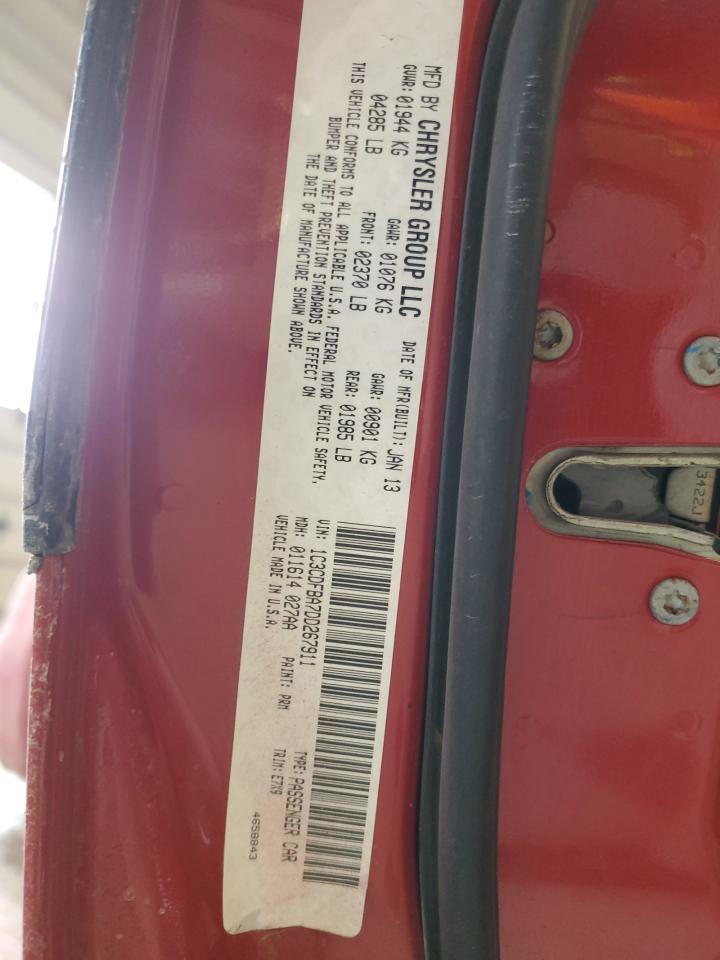 MFD BY CHRYSLER GROUP LLC DATE OF MFR(BUILT): JAN 13
GVWR: 01944 KG GAWR: 01076 KG GAWR: 00901 KG
04285 LB FRONT: 02370 LB REAR: 01985 LB
THIS VEHICLE CONFORMS TO ALL APPLICABLE U.S.A. FEDERAL MOTOR VEHICLE SAFETY,
BUMPER AND THEFT PREVENTION STANDARDS IN EFFECT ON
THE DATE OF MANUFACTURE SHOWN ABOVE.
VIN: 1C3CDFBA7DD267911 TYPE: PASSENGER CAR
MDH: 011614 027AA PAINT: PRM TRIM: E7X9
VEHICLE MADE IN U.S.A.
4658843
3422J